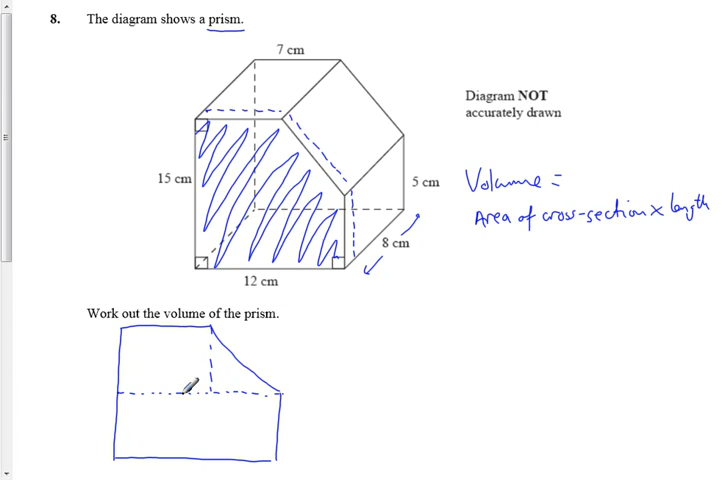 8. The diagram shows a prism.
7 cm
Diagram NOT
accurately drawn
15 cm
5 cm
Volume =
Area of cross-section x length
8 cm
12 cm
Work out the volume of the prism.